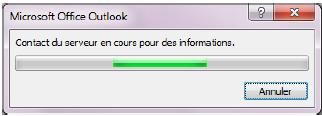 Microsoft Office Outlook
Contact du serveur en cours pour des informations.
Annuler